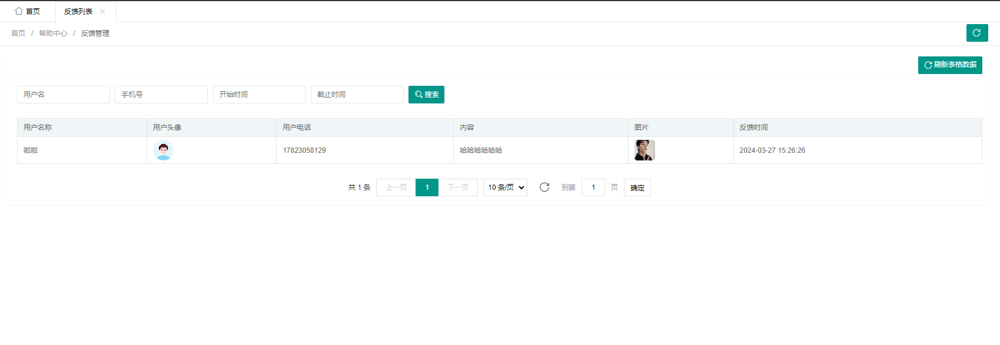 首页 反馈列表
首页 / 帮助中心 / 反馈管理
刷新表格数据
用户名 手机号 开始时间 截止时间 搜索
用户名称 用户头像 用户电话 内容 图片 反馈时间
啦啦 17823058129 哈哈哈哈哈哈 2024-03-27 15:26:26
共 1 条 上一页 1 下一页 10 条/页 到第 1 页 确定